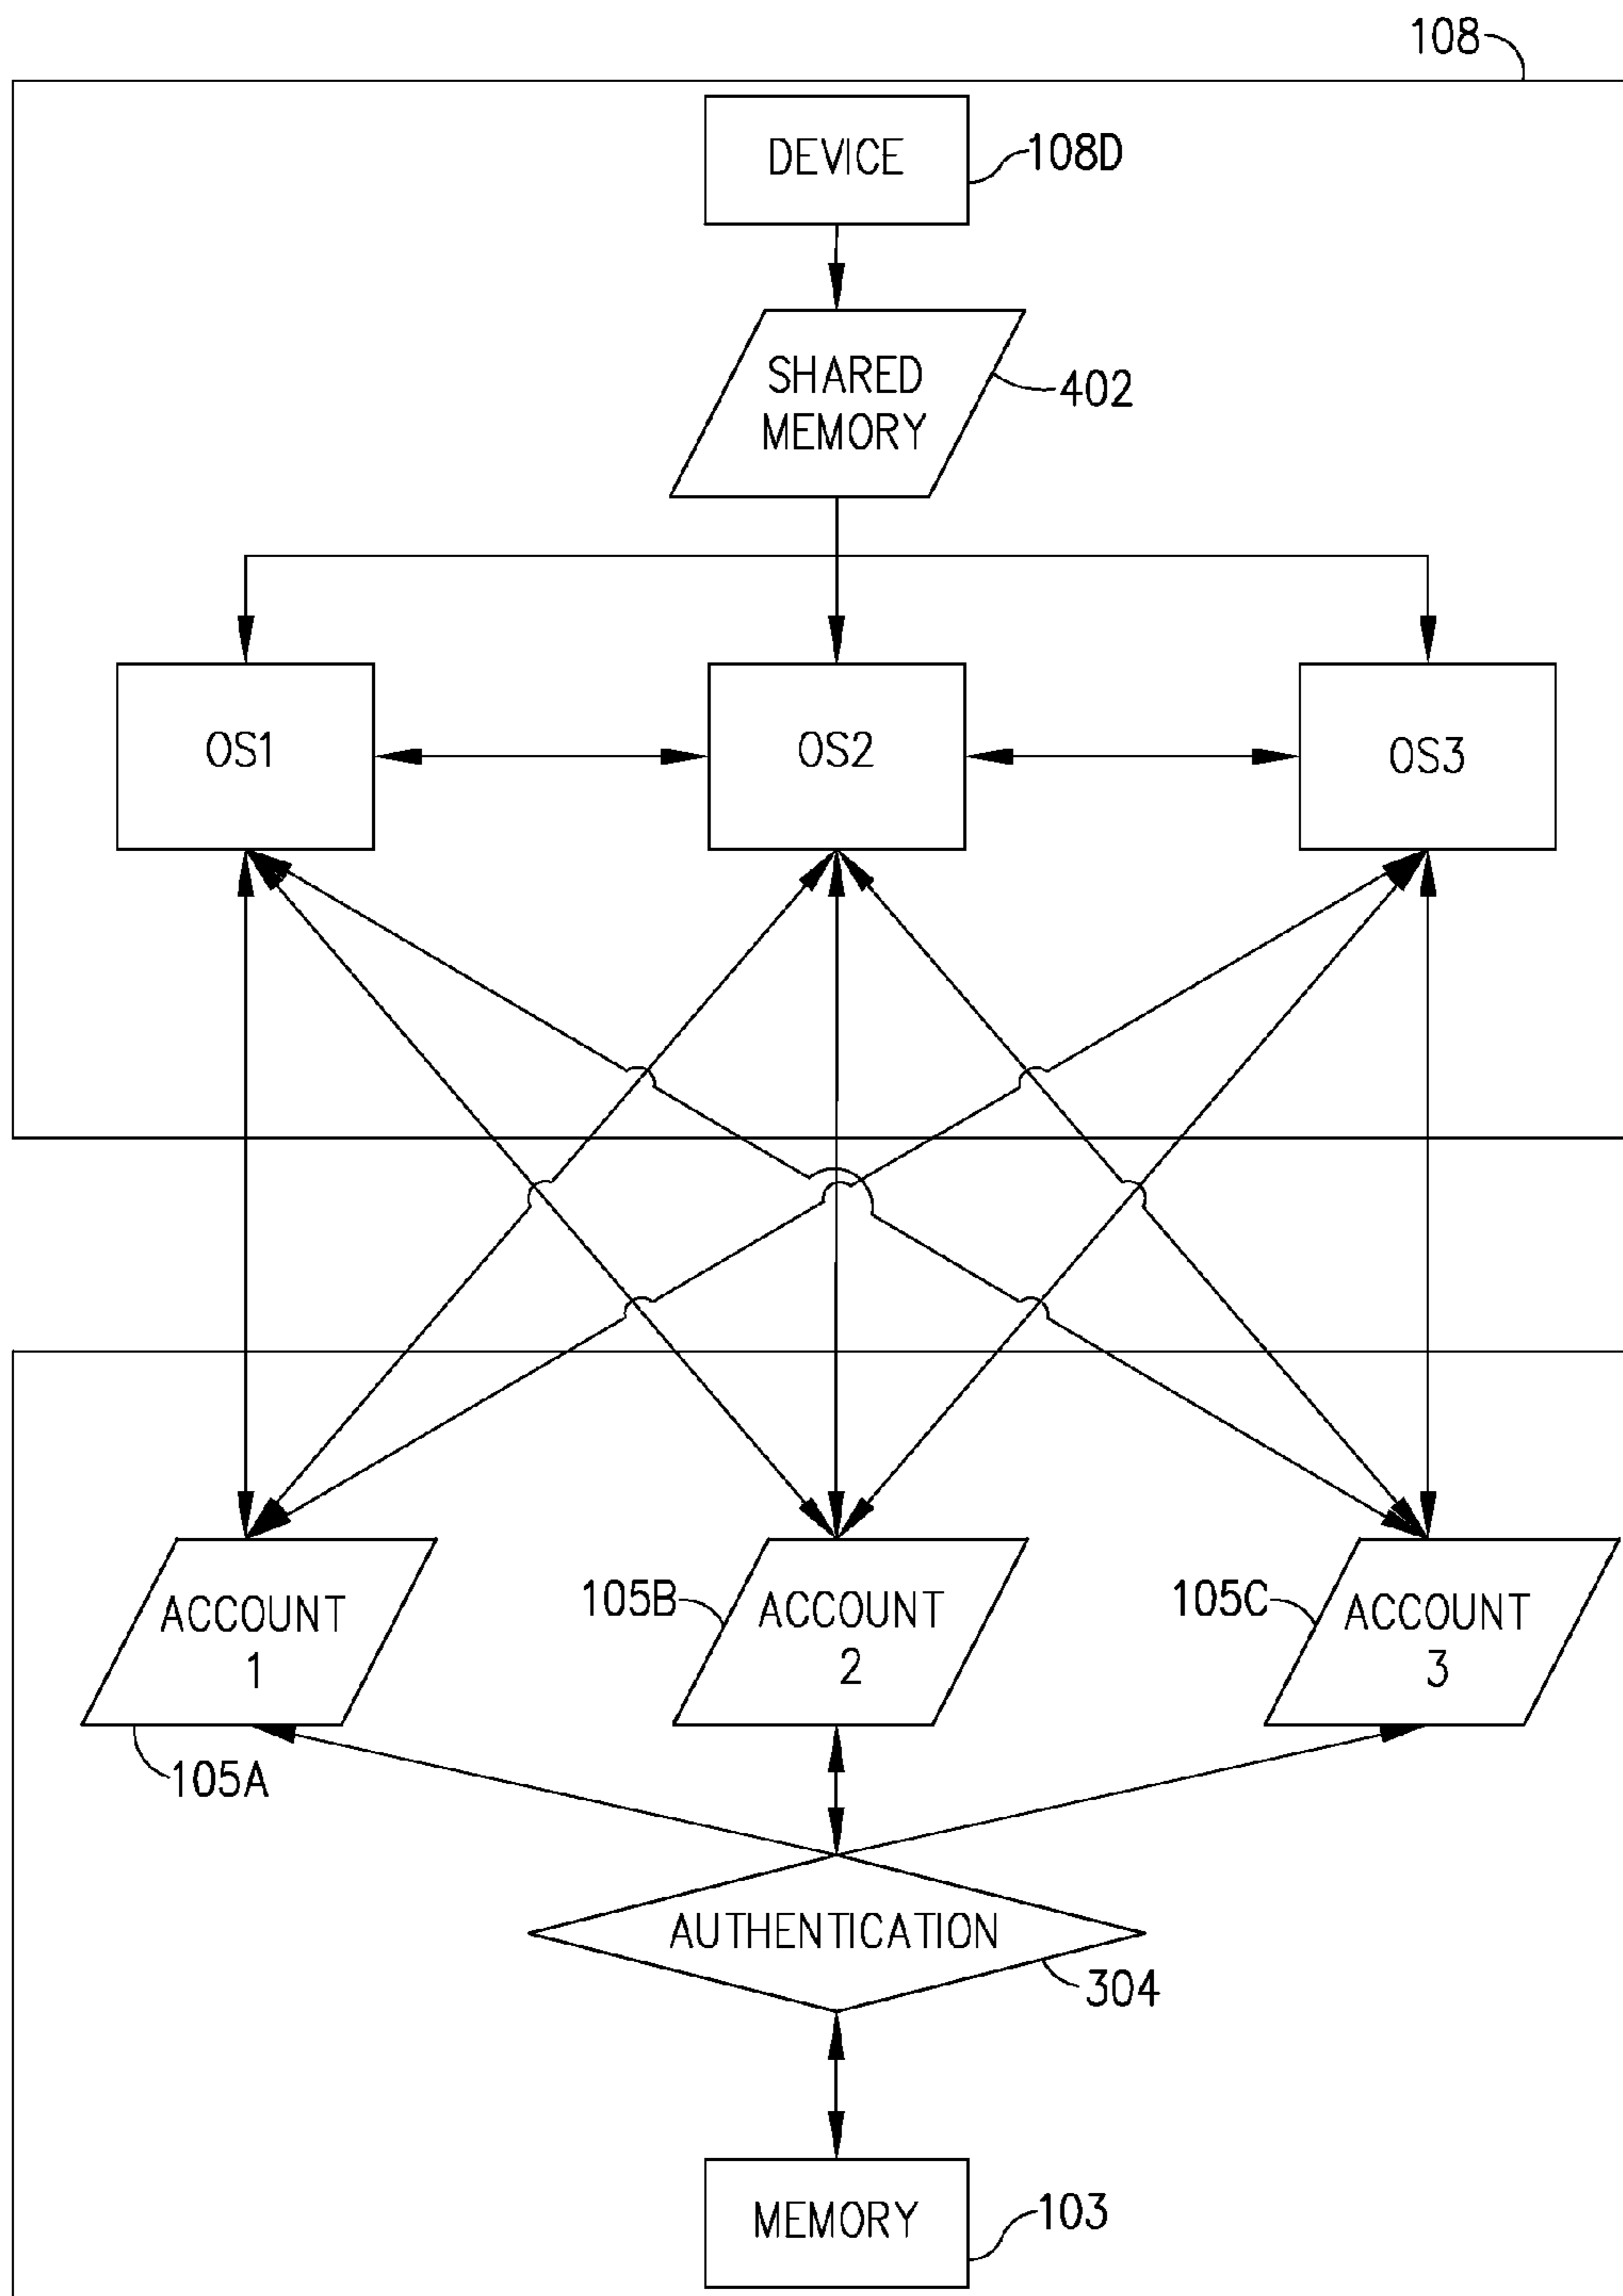 108
DEVICE
108D
SHARED
MEMORY
402
OS1
OS2
OS3
ACCOUNT
1
105A
105B
ACCOUNT
2
105C
ACCOUNT
3
AUTHENTICATION
304
MEMORY
103